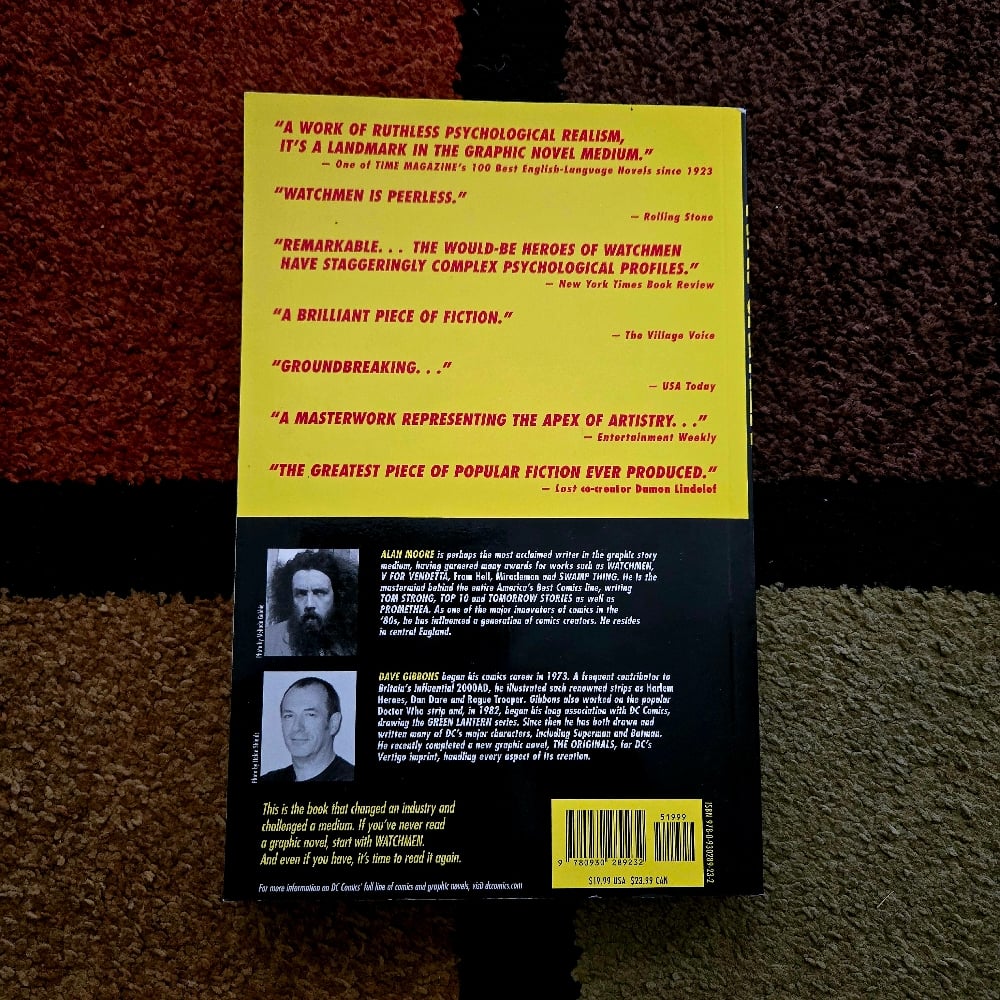 "A WORK OF RUTHLESS PSYCHOLOGICAL REALISM,
IT'S A LANDMARK IN THE GRAPHIC NOVEL MEDIUM."
— One of TIME MAGAZINE's 100 Best English-Language Novels since 1923
"WATCHMEN IS PEERLESS."
— Rolling Stone
"REMARKABLE. . . THE WOULD-BE HEROES OF WATCHMEN
HAVE STAGGERINGLY COMPLEX PSYCHOLOGICAL PROFILES."
— New York Times Book Review
"A BRILLIANT PIECE OF FICTION."
— The Village Voice
"GROUNDBREAKING. . ."
— USA Today
"A MASTERWORK REPRESENTING THE APEX OF ARTISTRY. . ."
— Entertainment Weekly
"THE GREATEST PIECE OF POPULAR FICTION EVER PRODUCED."
— Lost co-creator Damon Lindelof
ALAN MOORE is perhaps the most acclaimed writer in the graphic story
medium, having garnered many awards for works such as WATCHMEN,
V FOR VENDETTA, From Hell, Miracleman and SWAMP THING. He is the
mastermind behind the entire America's Best Comics line, writing
TOM STRONG, TOP 10 and TOMORROW STORIES as well as
PROMETHEA. As one of the major innovators of comics in the
'80s, he has influenced a generation of comics creators. He resides
in central England.
Photo by
DAVE GIBBONS began his comics career in 1973. A frequent contributor to
Britain's influential 2000AD, he illustrated such renowned strips as Harlem
Heroes, Dan Dare and Rogue Trooper. Gibbons also worked on the popular
Doctor Who strip and, in 1982, began his long association with DC Comics,
drawing the GREEN LANTERN series. Since then he has both drawn and
written many of DC's major characters, including Superman and Batman.
He recently completed a new graphic novel, THE ORIGINALS, for DC's
Vertigo imprint, handling every aspect of its creation.
Photo by
This is the book that changed an industry and
challenged a medium. If you've never read
a graphic novel, start with WATCHMEN.
And even if you have, it's time to read it again.
For more information on DC Comics' full line of comics and graphic novels, visit dccomics.com
51999
9 780930 289232
$19.99 USA $23.99 CAN
ISBN 978-0-930289-23-2